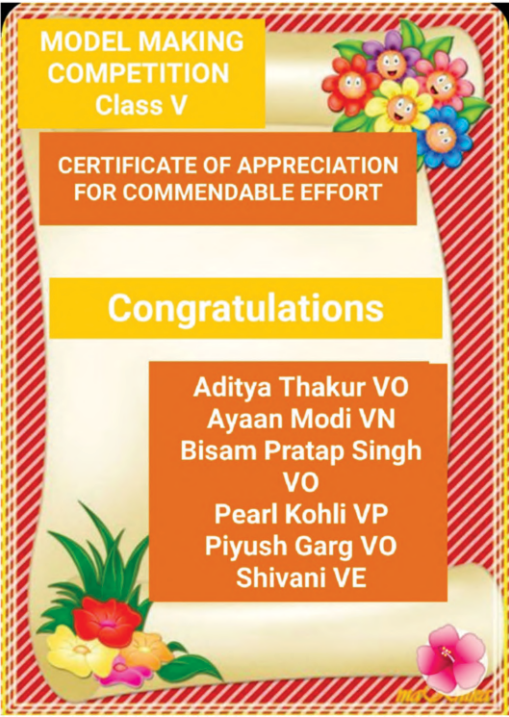 MODEL MAKING
COMPETITION
Class V
CERTIFICATE OF APPRECIATION
FOR COMMENDABLE EFFORT
Congratulations
Aditya Thakur VO
Ayaan Modi VN
Bisam Pratap Singh
VO
Pearl Kohli VP
Piyush Garg VO
Shivani VE